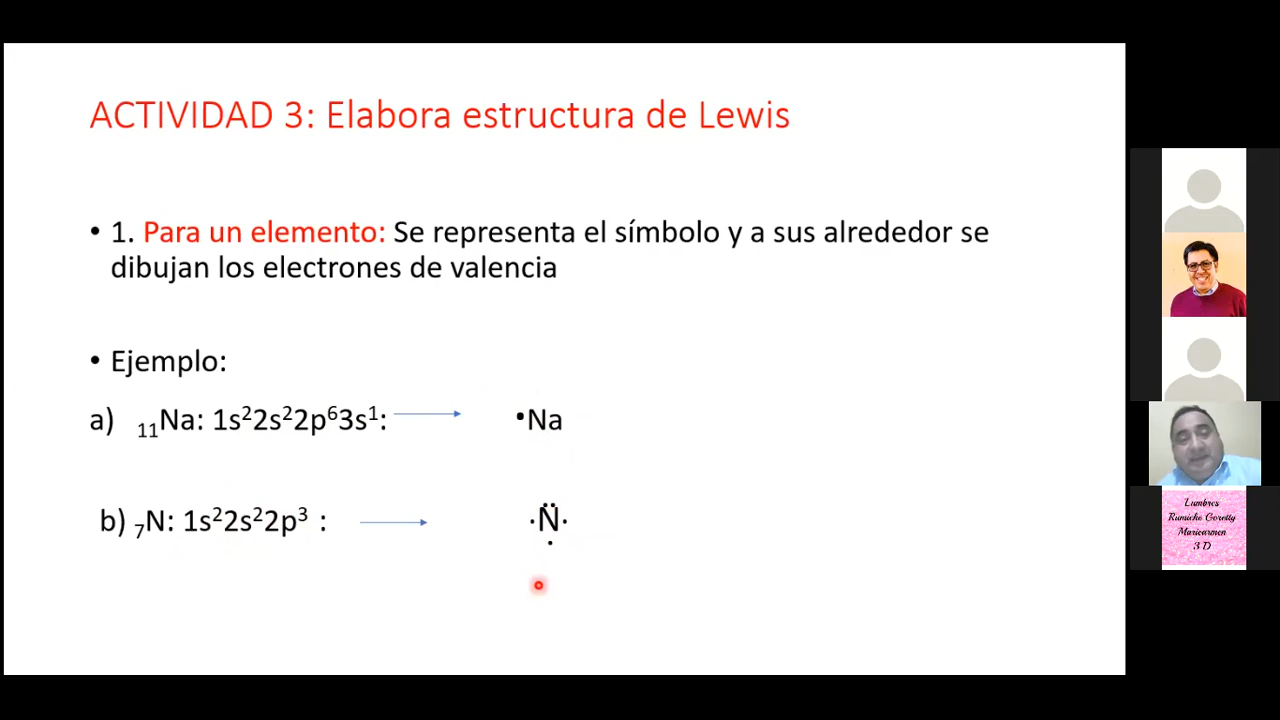 ACTIVIDAD 3: Elabora estructura de Lewis
• 1. Para un elemento: Se representa el símbolo y a sus alrededor se
dibujan los electrones de valencia
• Ejemplo:
a) ₁₁Na: 1s²2s²2p⁶3s¹: → •Na
b) ₇N: 1s²2s²2p³ : → ·N̈·
Lumbres
Rumiche Goretty
Maricarmen
3 D